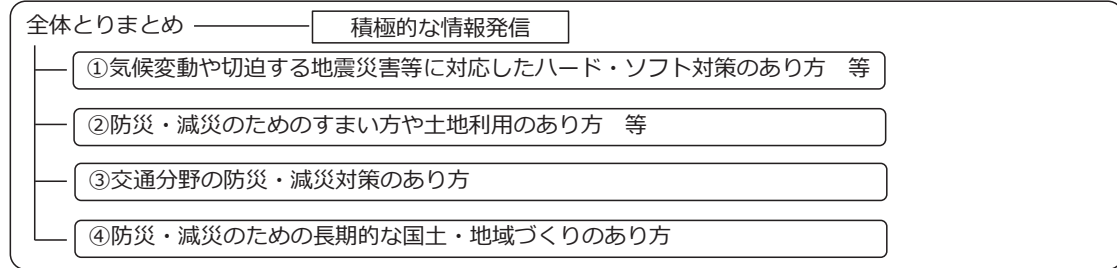 全体とりまとめ
積極的な情報発信
①気候変動や切迫する地震災害等に対応したハード・ソフト対策のあり方　等
②防災・減災のためのすまい方や土地利用のあり方　等
③交通分野の防災・減災対策のあり方
④防災・減災のための長期的な国土・地域づくりのあり方